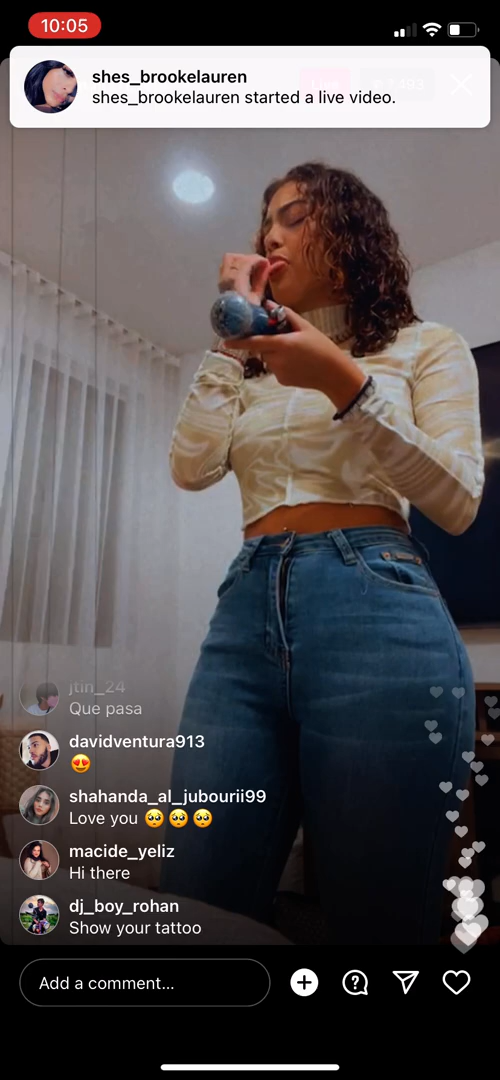 10:05
shes_brookelauren
shes_brookelauren started a live video.
jtin_24
Que pasa
davidventura913
😍
shahanda_al_jubourii99
Love you 🥺🥺🥺
macide_yeliz
Hi there
dj_boy_rohan
Show your tattoo
Add a comment...